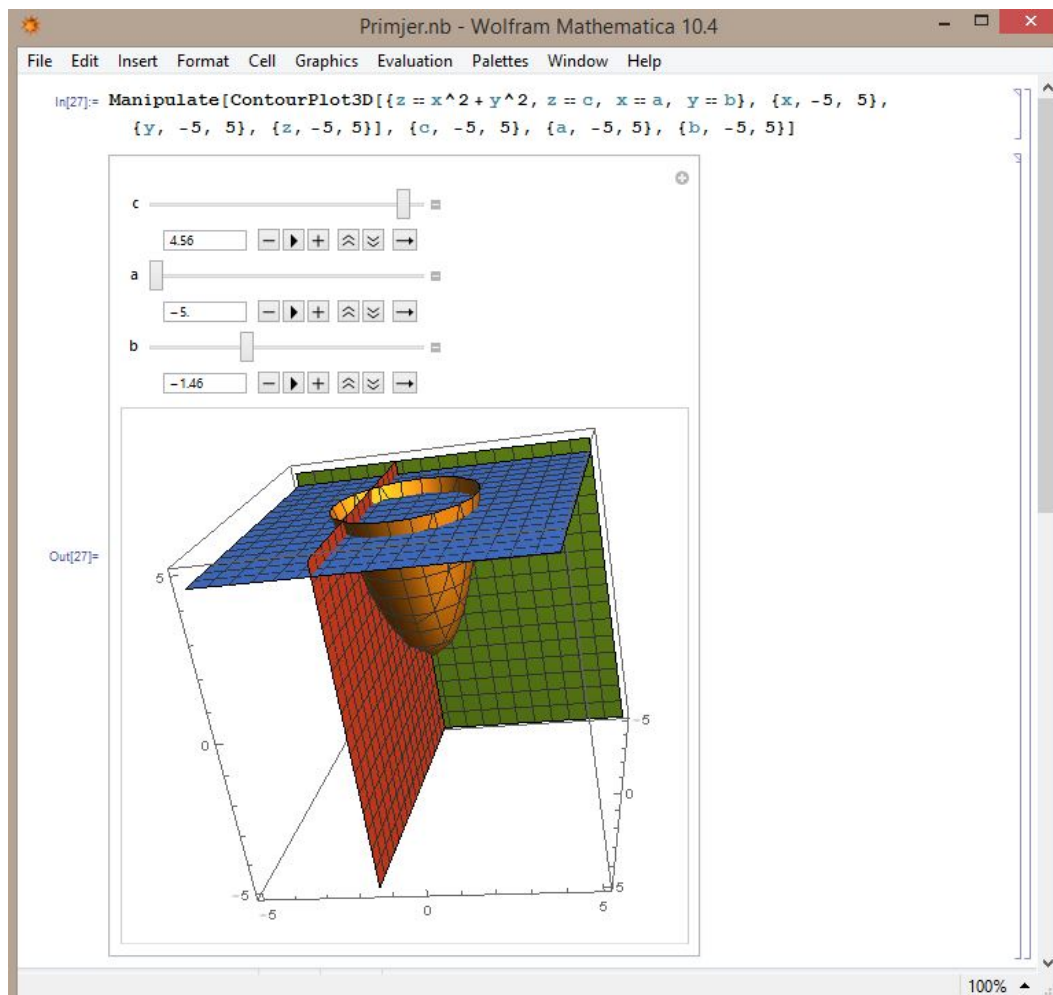 Primjer.nb - Wolfram Mathematica 10.4
File Edit Insert Format Cell Graphics Evaluation Palettes Window Help
In[27]:= Manipulate[ContourPlot3D[{z == x^2 + y^2, z == c, x == a, y == b}, {x, -5, 5},
{y, -5, 5}, {z, -5, 5}], {c, -5, 5}, {a, -5, 5}, {b, -5, 5}]
c
4.56
a
-5.
b
-1.46
Out[27]=
5
0
-5
-5
0
5
-5
0
5
100%